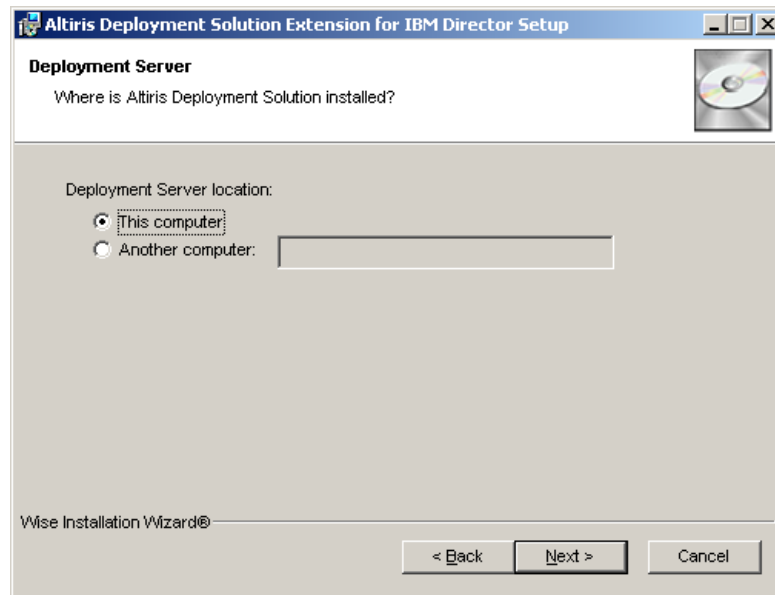 Altiris Deployment Solution Extension for IBM Director Setup
Deployment Server
Where is Altiris Deployment Solution installed?
Deployment Server location:
This computer
Another computer:
Wise Installation Wizard®
< Back Next > Cancel